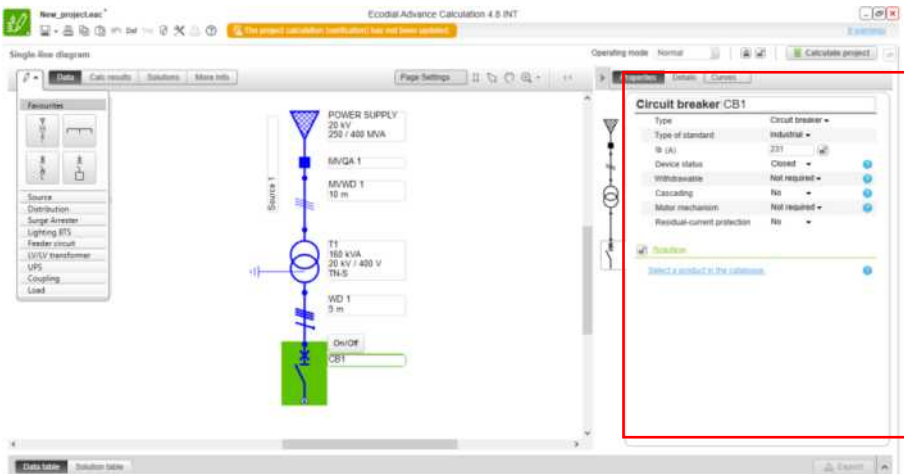 New_project.eac*
Ecodial Advance Calculation 4.8 INT
The project calculation (verification) has not been updated.
8 warnings
Single-line diagram
Operating mode Normal
Calculate project
Data Calc results Solutions More Info
Page Settings
Properties Details Curves
Favourites
Source
Distribution
Surge Arrester
Lighting BTS
Feeder circuit
LV/LV transformer
UPS
Coupling
Load
Source 1
POWER SUPPLY
20 kV
250 / 400 MVA
MVQA 1
MVWD 1
10 m
T1
160 kVA
20 kV / 400 V
TN-S
WD 1
5 m
On/Off
CB1
Circuit breaker CB1
Type Circuit breaker
Type of standard Industrial
Ib (A) 231
Device status Closed
Withdrawable Not required
Cascading No
Motor mechanism Not required
Residual-current protection No
Solution
Select a product in the catalogue.
Data table Solution table
Export